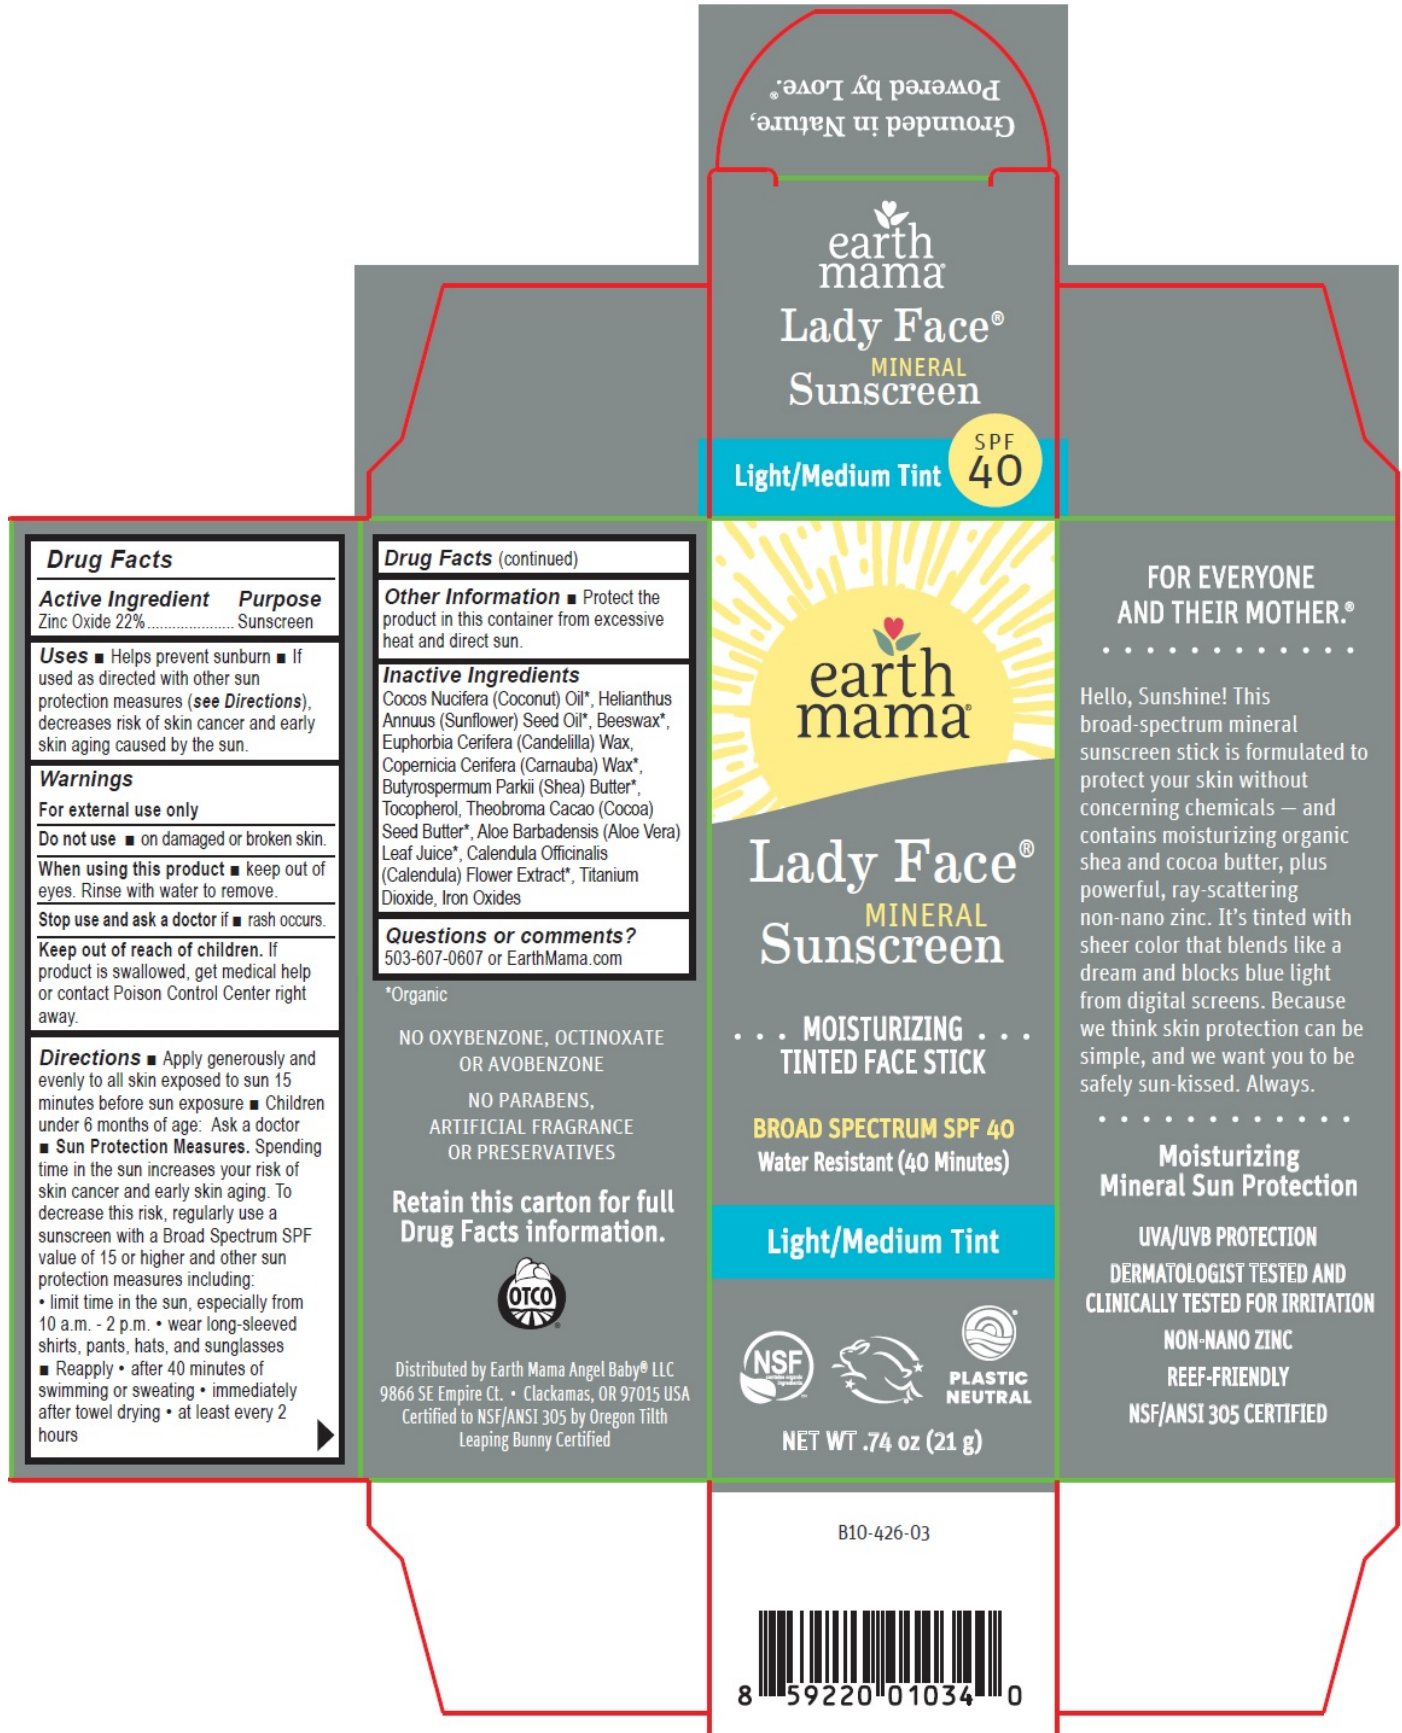 Grounded in Nature,
Powered by Love.®
earth
mama®
Lady Face®
MINERAL
Sunscreen
SPF
40
Light/Medium Tint
Drug Facts
Active Ingredient Purpose
Zinc Oxide 22%..................... Sunscreen
Uses ■ Helps prevent sunburn ■ If
used as directed with other sun
protection measures (see Directions),
decreases risk of skin cancer and early
skin aging caused by the sun.
Warnings
For external use only
Do not use ■ on damaged or broken skin.
When using this product ■ keep out of
eyes. Rinse with water to remove.
Stop use and ask a doctor if ■ rash occurs.
Keep out of reach of children. If
product is swallowed, get medical help
or contact Poison Control Center right
away.
Directions ■ Apply generously and
evenly to all skin exposed to sun 15
minutes before sun exposure ■ Children
under 6 months of age: Ask a doctor
■ Sun Protection Measures. Spending
time in the sun increases your risk of
skin cancer and early skin aging. To
decrease this risk, regularly use a
sunscreen with a Broad Spectrum SPF
value of 15 or higher and other sun
protection measures including:
• limit time in the sun, especially from
10 a.m. - 2 p.m. • wear long-sleeved
shirts, pants, hats, and sunglasses
■ Reapply • after 40 minutes of
swimming or sweating • immediately
after towel drying • at least every 2
hours
Drug Facts (continued)
Other Information ■ Protect the
product in this container from excessive
heat and direct sun.
Inactive Ingredients
Cocos Nucifera (Coconut) Oil*, Helianthus
Annuus (Sunflower) Seed Oil*, Beeswax*,
Euphorbia Cerifera (Candelilla) Wax,
Copernicia Cerifera (Carnauba) Wax*,
Butyrospermum Parkii (Shea) Butter*,
Tocopherol, Theobroma Cacao (Cocoa)
Seed Butter*, Aloe Barbadensis (Aloe Vera)
Leaf Juice*, Calendula Officinalis
(Calendula) Flower Extract*, Titanium
Dioxide, Iron Oxides
Questions or comments?
503-607-0607 or EarthMama.com
*Organic
NO OXYBENZONE, OCTINOXATE
OR AVOBENZONE
NO PARABENS,
ARTIFICIAL FRAGRANCE
OR PRESERVATIVES
Retain this carton for full
Drug Facts information.
OTCO
Distributed by Earth Mama Angel Baby® LLC
9866 SE Empire Ct. • Clackamas, OR 97015 USA
Certified to NSF/ANSI 305 by Oregon Tilth
Leaping Bunny Certified
earth
mama®
Lady Face®
MINERAL
Sunscreen
. . . MOISTURIZING . . .
TINTED FACE STICK
BROAD SPECTRUM SPF 40
Water Resistant (40 Minutes)
Light/Medium Tint
NSF
contains organic
ingredients
PLASTIC
NEUTRAL
NET WT .74 oz (21 g)
FOR EVERYONE
AND THEIR MOTHER.®
Hello, Sunshine! This
broad-spectrum mineral
sunscreen stick is formulated to
protect your skin without
concerning chemicals — and
contains moisturizing organic
shea and cocoa butter, plus
powerful, ray-scattering
non-nano zinc. It's tinted with
sheer color that blends like a
dream and blocks blue light
from digital screens. Because
we think skin protection can be
simple, and we want you to be
safely sun-kissed. Always.
Moisturizing
Mineral Sun Protection
UVA/UVB PROTECTION
DERMATOLOGIST TESTED AND
CLINICALLY TESTED FOR IRRITATION
NON-NANO ZINC
REEF-FRIENDLY
NSF/ANSI 305 CERTIFIED
B10-426-03
8 59220 01034 0